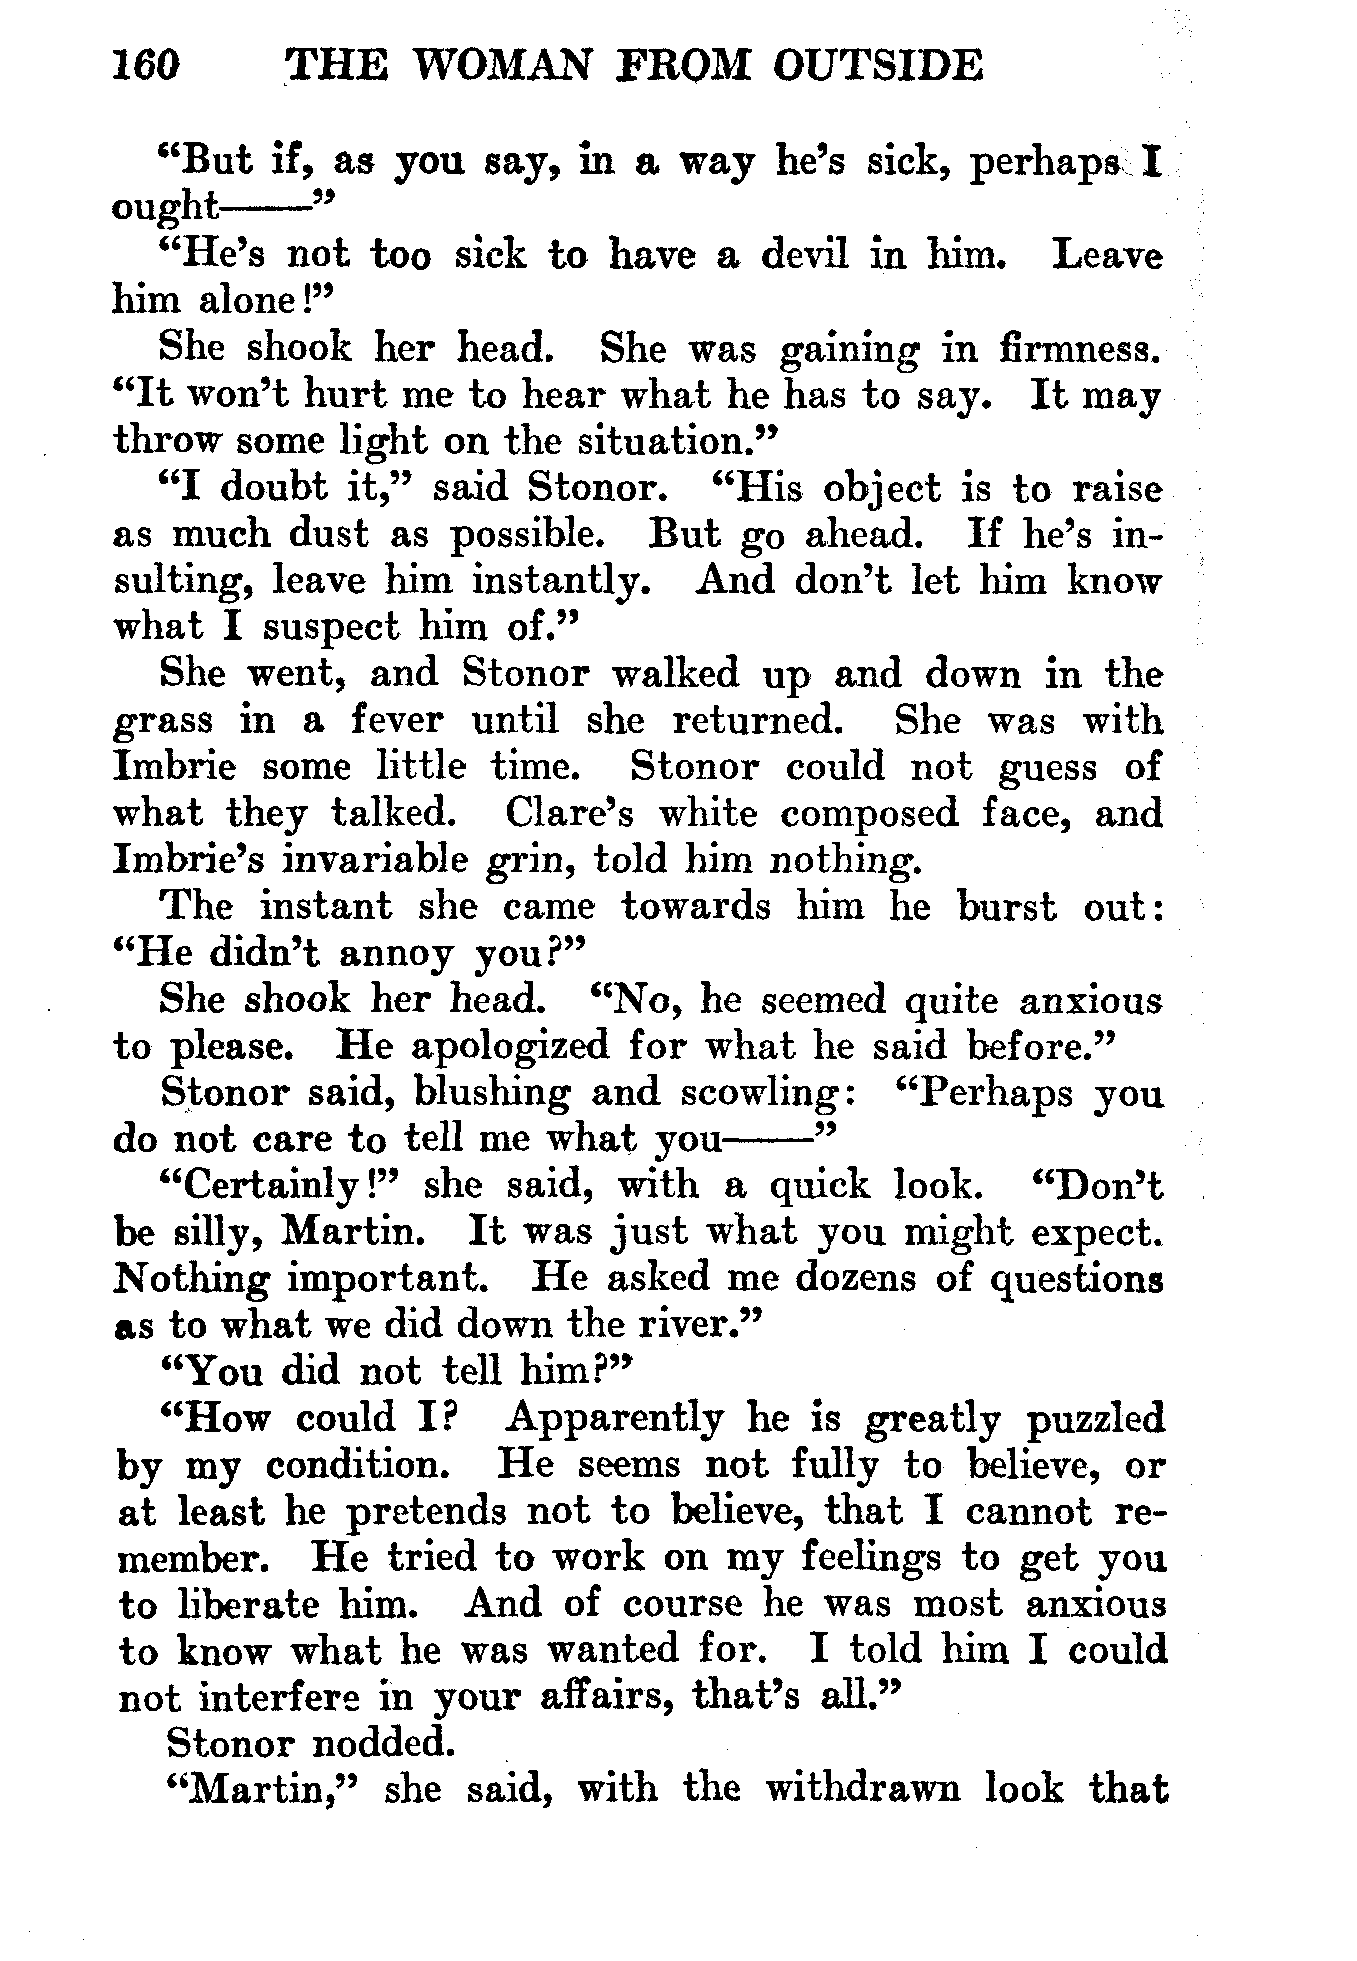 160 THE WOMAN FROM OUTSIDE
“But if, as you say, in a way he’s sick, perhaps I
ought——”
“He’s not too sick to have a devil in him. Leave
him alone!”
She shook her head. She was gaining in firmness.
“It won’t hurt me to hear what he has to say. It may
throw some light on the situation.”
“I doubt it,” said Stonor. “His object is to raise
as much dust as possible. But go ahead. If he’s in-
sulting, leave him instantly. And don’t let him know
what I suspect him of.”
She went, and Stonor walked up and down in the
grass in a fever until she returned. She was with
Imbrie some little time. Stonor could not guess of
what they talked. Clare’s white composed face, and
Imbrie’s invariable grin, told him nothing.
The instant she came towards him he burst out:
“He didn’t annoy you?”
She shook her head. “No, he seemed quite anxious
to please. He apologized for what he said before.”
Stonor said, blushing and scowling: “Perhaps you
do not care to tell me what you——”
“Certainly!” she said, with a quick look. “Don’t
be silly, Martin. It was just what you might expect.
Nothing important. He asked me dozens of questions
as to what we did down the river.”
“You did not tell him?”
“How could I? Apparently he is greatly puzzled
by my condition. He seems not fully to believe, or
at least he pretends not to believe, that I cannot re-
member. He tried to work on my feelings to get you
to liberate him. And of course he was most anxious
to know what he was wanted for. I told him I could
not interfere in your affairs, that’s all.”
Stonor nodded.
“Martin,” she said, with the withdrawn look that